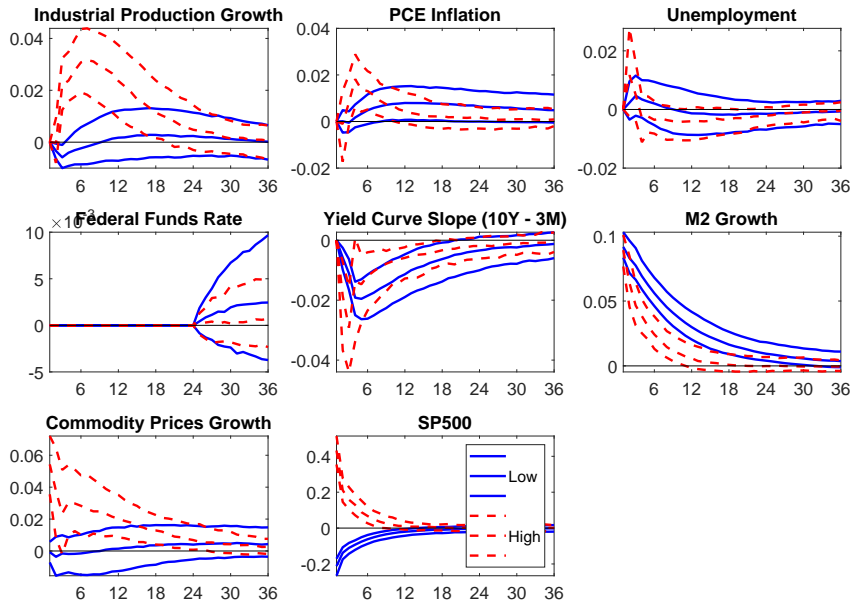 Industrial Production Growth
0.04
0.02
0
6 12 18 24 30 36
PCE Inflation
0.04
0.02
0
-0.02
6 12 18 24 30 36
Unemployment
0.02
0
-0.02
6 12 18 24 30 36
Federal Funds Rate
× 10⁻³
10
5
0
-5
6 12 18 24 30 36
Yield Curve Slope (10Y - 3M)
0
-0.02
-0.04
6 12 18 24 30 36
M2 Growth
0.1
0.05
0
6 12 18 24 30 36
Commodity Prices Growth
0.06
0.04
0.02
0
6 12 18 24 30 36
SP500
0.4
0.2
0
-0.2
6 12 18 24 30 36
Low
High